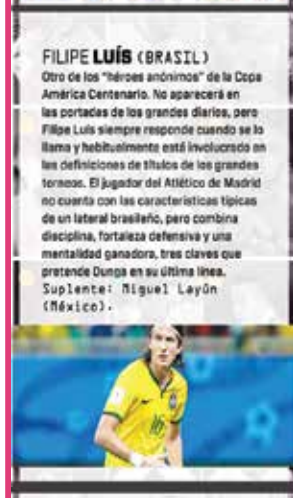 FILIPE LUÍS (BRASIL)
Otro de los "héroes anónimos" de la Copa
América Centenario. No aparecerá en
las portadas de los grandes diarios, pero
Filipe Luis siempre responde cuando se lo
llama y habitualmente está involucrado en
las definiciones de títulos de los grandes
torneos. El jugador del Atlético de Madrid
no cuenta con las características típicas
de un lateral brasileño, pero combina
disciplina, fortaleza defensiva y una
mentalidad ganadora, tres claves que
pretende Dunga en su última línea.
Suplente: Miguel Layún
(México).
16